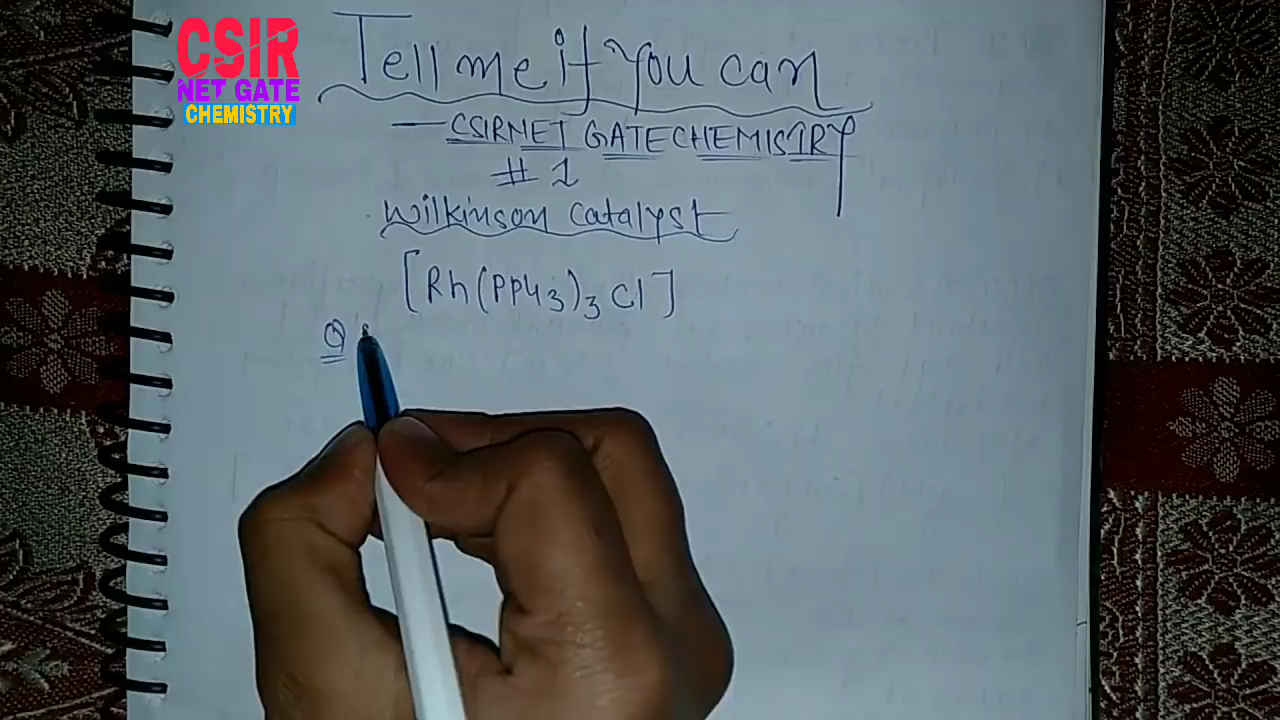 CSIR
NET GATE
CHEMISTRY
Tell me if You can
— CSIRNET GATECHEMISTRY
# 1
Wilkinson Catalyst
[Rh(PPh3)3Cl]
Q